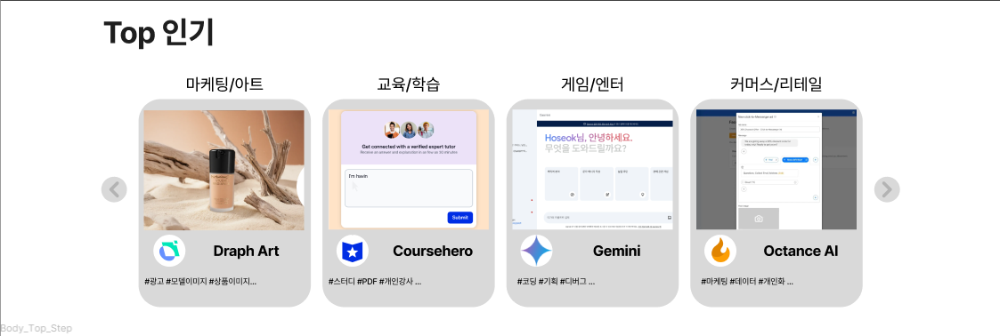 Top 인기
마케팅/아트
교육/학습
게임/엔터
커머스/리테일
Get connected with a verified expert tutor
Receive an answer and explanation in as few as 30 minutes
I'm havin
Submit
Hoseok님, 안녕하세요.
무엇을 도와드릴까요?
Draph Art
Coursehero
Gemini
Octance AI
#광고 #모델이미지 #상품이미지...
#스터디 #PDF #개인강사 ...
#코딩 #기획 #디버그 ...
#마케팅 #데이터 #개인화 ...
Body_Top_Step